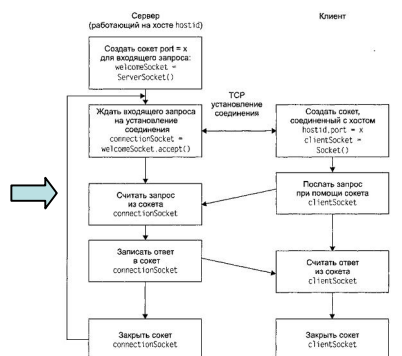 Сервер
(работающий на хосте hostid)
Клиент
Создать сокет port = x
для входящего запроса:
welcomeSocket =
ServerSocket()
Ждать входящего запроса
на установление
соединения
connectionSocket =
welcomeSocket.accept()
TCP
установление
соединения
Создать сокет,
соединенный с хостом
hostid.port = x
clientSocket =
Socket()
Считать запрос
из сокета
connectionSocket
Послать запрос
при помощи сокета
clientSocket
Записать ответ
в сокет
connectionSocket
Считать ответ
из сокета
clientSocket
Закрыть сокет
connectionSocket
Закрыть сокет
clientSocket